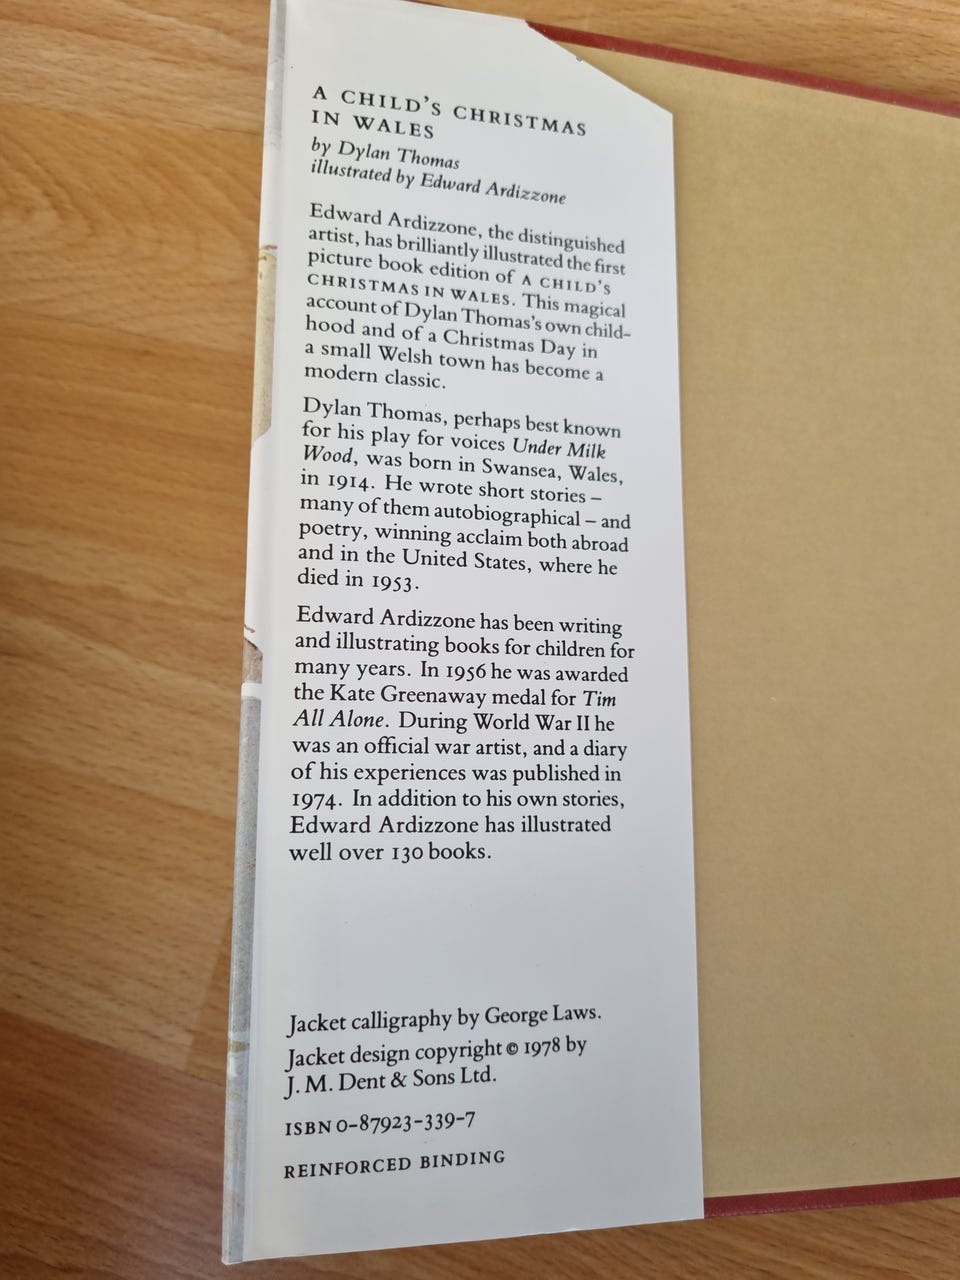 A CHILD'S CHRISTMAS
IN WALES
by Dylan Thomas
illustrated by Edward Ardizzone
Edward Ardizzone, the distinguished
artist, has brilliantly illustrated the first
picture book edition of A CHILD'S
CHRISTMAS IN WALES. This magical
account of Dylan Thomas's own child-
hood and of a Christmas Day in
a small Welsh town has become a
modern classic.
Dylan Thomas, perhaps best known
for his play for voices Under Milk
Wood, was born in Swansea, Wales,
in 1914. He wrote short stories –
many of them autobiographical – and
poetry, winning acclaim both abroad
and in the United States, where he
died in 1953.
Edward Ardizzone has been writing
and illustrating books for children for
many years. In 1956 he was awarded
the Kate Greenaway medal for Tim
All Alone. During World War II he
was an official war artist, and a diary
of his experiences was published in
1974. In addition to his own stories,
Edward Ardizzone has illustrated
well over 130 books.
Jacket calligraphy by George Laws.
Jacket design copyright © 1978 by
J. M. Dent & Sons Ltd.
ISBN 0-87923-339-7
REINFORCED BINDING